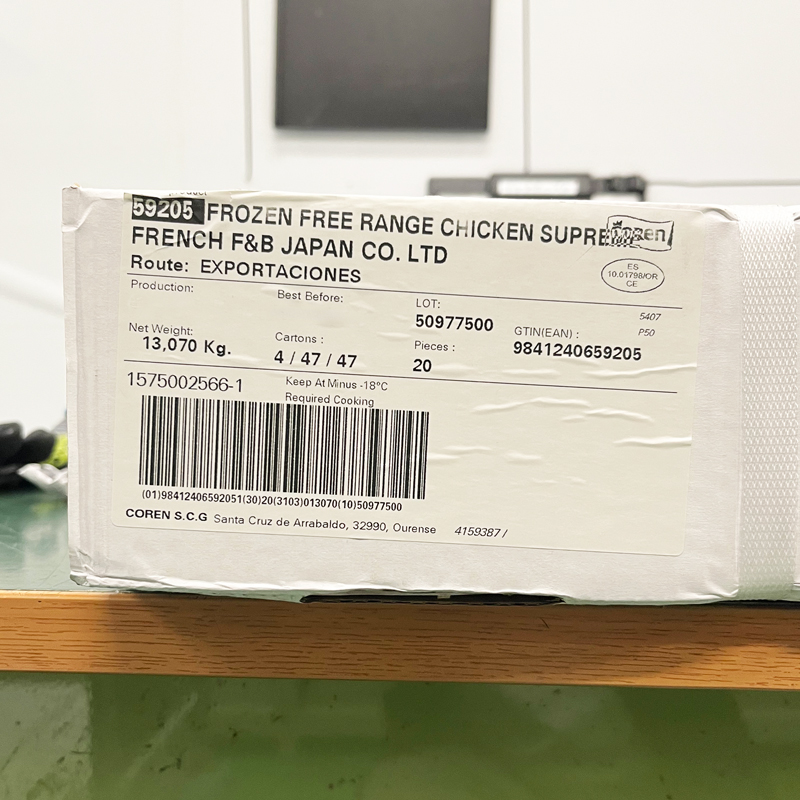 59205 FROZEN FREE RANGE CHICKEN SUPRE
coren
FRENCH F&B JAPAN CO. LTD
Route: EXPORTACIONES
ES
10.01798/OR
CE
Production:
Best Before:
LOT:
50977500
5407
P50
GTIN(EAN) :
9841240659205
Net Weight:
13,070 Kg.
Cartons :
4 / 47 / 47
Pieces :
20
1575002566-1
Keep At Minus -18°C
Required Cooking
(01)98412406592051(30)20(3103)013070(10)50977500
COREN S.C.G Santa Cruz de Arrabaldo, 32990, Ourense 4159387 /